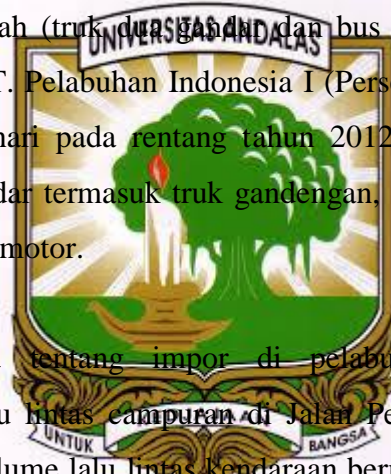 ah (truk dua gandar dan bus
UNIVERSITAS ANDALAS
T. Pelabuhan Indonesia I (Pers
hari pada rentang tahun 2012
dar termasuk truk gandengan,
motor.
tentang impor di pelabu
u lintas campuran di Jalan Pe
KEDJAJAAN
UNTUK BANGSA
lume lalu lintas kendaraan ber